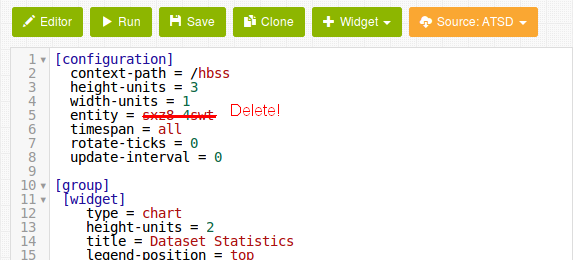 Editor Run Save Clone Widget Source: ATSD
1 [configuration]
2 context-path = /hbss
3 height-units = 3
4 width-units = 1
5 entity = sxz8-4swt Delete!
6 timespan = all
7 rotate-ticks = 0
8 update-interval = 0
9
10 [group]
11 [widget]
12 type = chart
13 height-units = 2
14 title = Dataset Statistics
15 legend-position = top